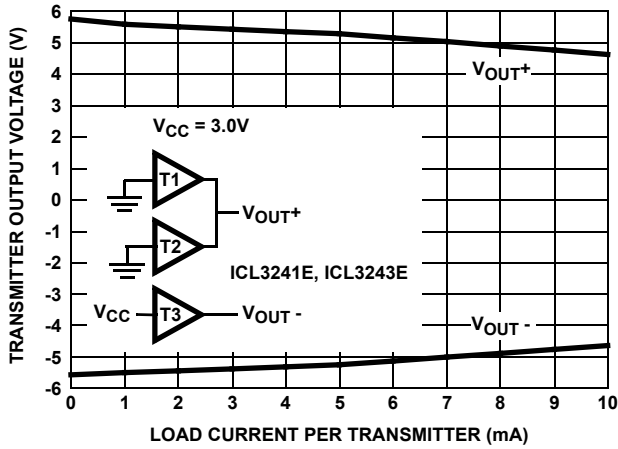 6
5
4
3
2
1
0
-1
-2
-3
-4
-5
-6
TRANSMITTER OUTPUT VOLTAGE (V)
VOUT+
VCC = 3.0V
T1
VOUT+
T2
ICL3241E, ICL3243E
VCC
T3
VOUT -
VOUT -
0 1 2 3 4 5 6 7 8 9 10
LOAD CURRENT PER TRANSMITTER (mA)